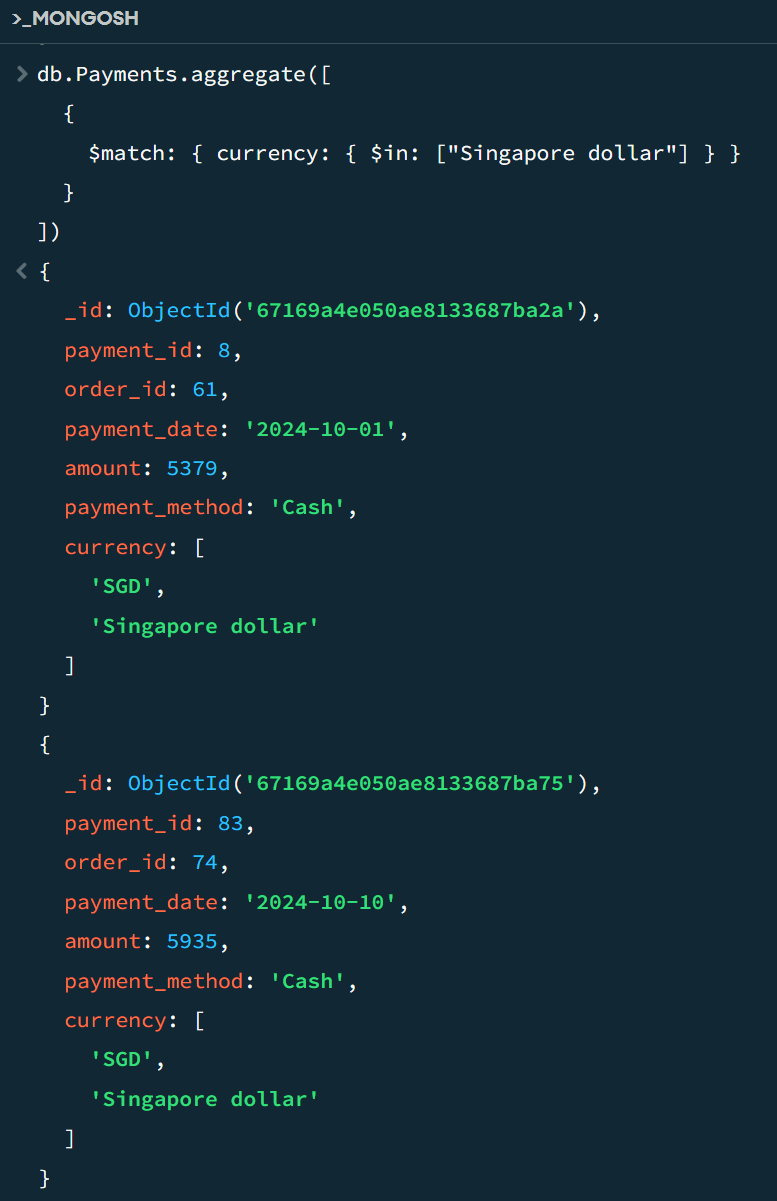 >_MONGOSH
> db.Payments.aggregate([
{
$match: { currency: { $in: ["Singapore dollar"] } }
}
])
< {
_id: ObjectId('67169a4e050ae8133687ba2a'),
payment_id: 8,
order_id: 61,
payment_date: '2024-10-01',
amount: 5379,
payment_method: 'Cash',
currency: [
'SGD',
'Singapore dollar'
]
}
{
_id: ObjectId('67169a4e050ae8133687ba75'),
payment_id: 83,
order_id: 74,
payment_date: '2024-10-10',
amount: 5935,
payment_method: 'Cash',
currency: [
'SGD',
'Singapore dollar'
]
}